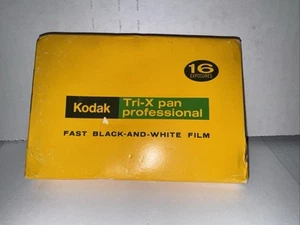 16
EXPOSURES
Kodak Tri-X pan
professional
FAST BLACK-AND-WHITE FILM